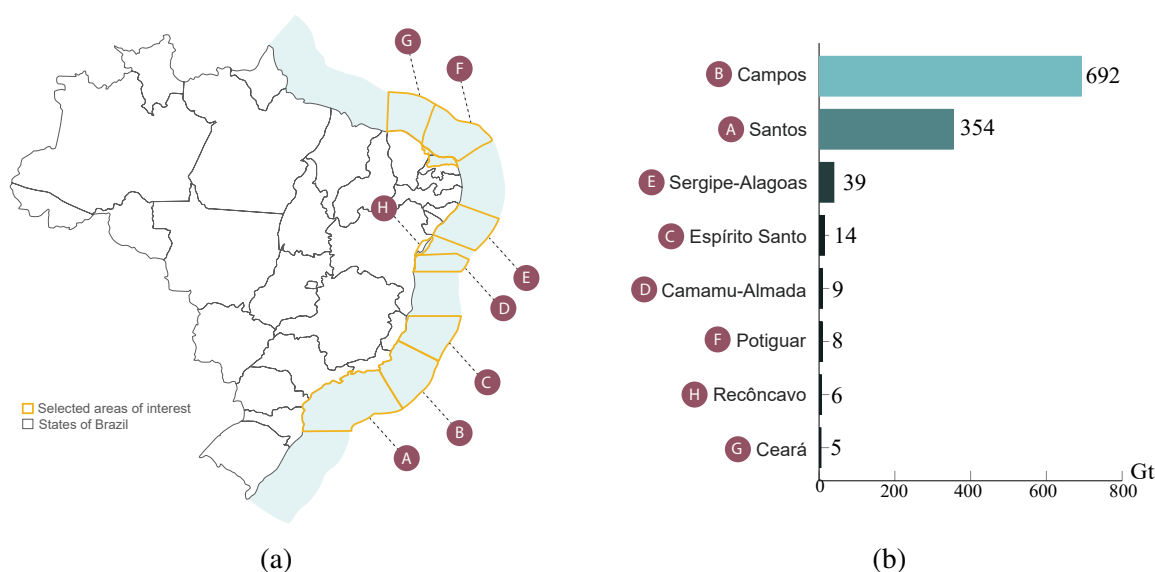 G
F
H
E
D
C
B
A
Selected areas of interest
States of Brazil
(a)
B Campos 692
A Santos 354
E Sergipe-Alagoas 39
C Espírito Santo 14
D Camamu-Almada 9
F Potiguar 8
H Recôncavo 6
G Ceará 5
Gt
0 200 400 600 800
(b)